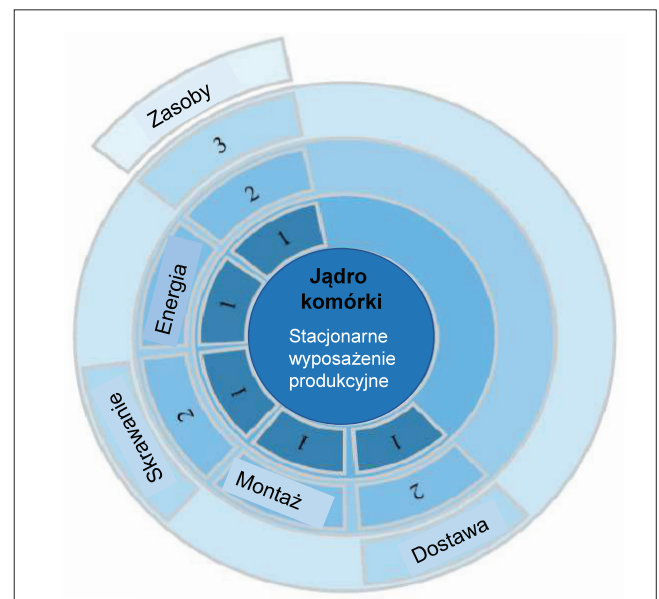 Zasoby
3
2
1
Energia
1
Jądro
komórki
Stacjonarne
wyposażenie
produkcyjne
Skrawanie
2
1
Montaż
1
1
2
Dostawa